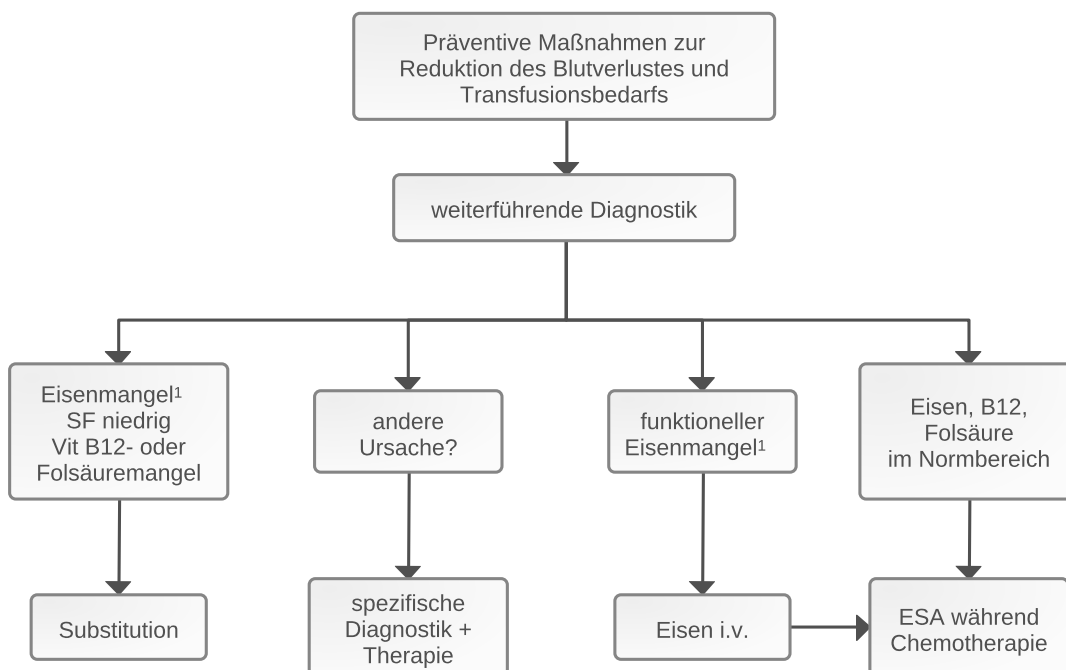 Präventive Maßnahmen zur
Reduktion des Blutverlustes und
Transfusionsbedarfs
weiterführende Diagnostik
Eisenmangel¹
SF niedrig
Vit B12- oder
Folsäuremangel
andere
Ursache?
funktioneller
Eisenmangel¹
Eisen, B12,
Folsäure
im Normbereich
Substitution
spezifische
Diagnostik +
Therapie
Eisen i.v.
ESA während
Chemotherapie